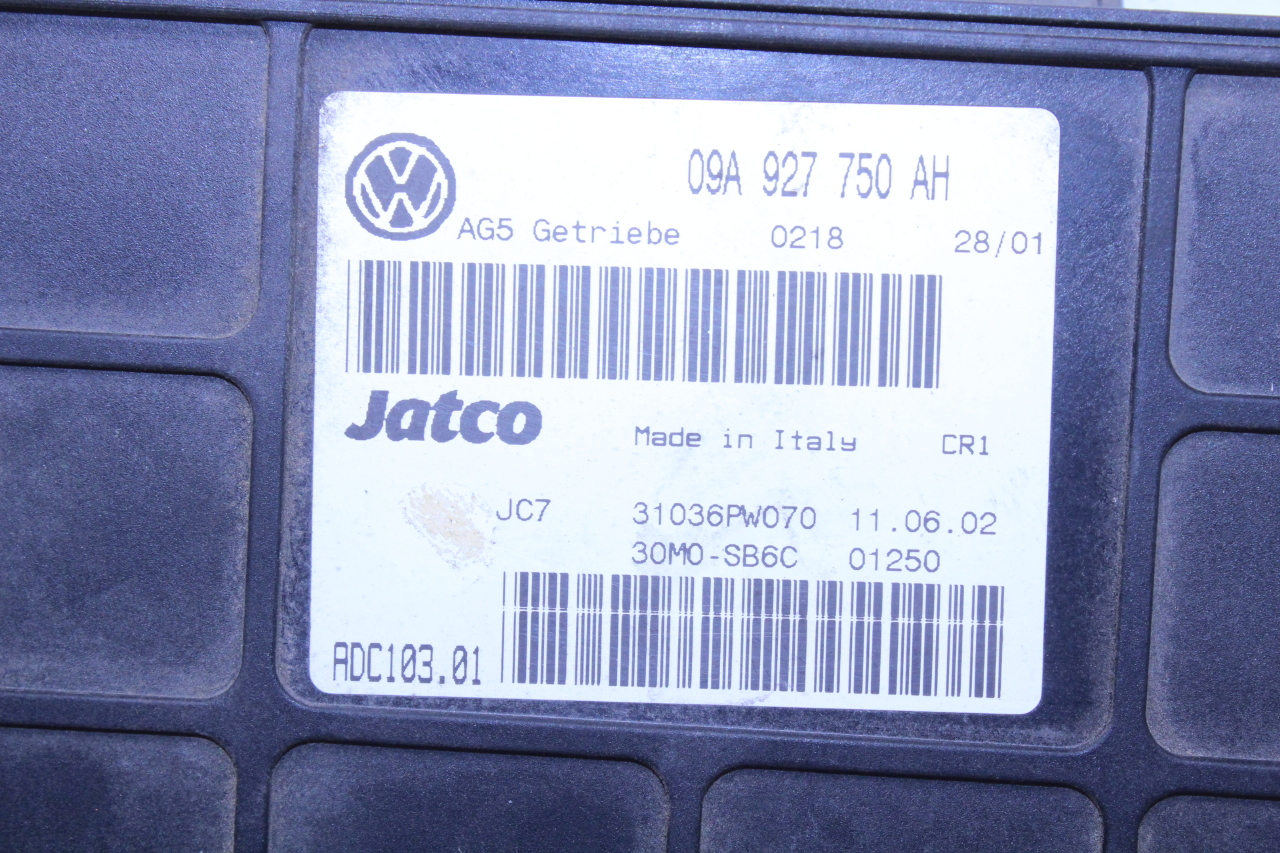 09A 927 750 AH
AG5 Getriebe 0218 28/01
Jatco
Made in Italy CR1
JC7 31036PW070 11.06.02
30M0-SB6C 01250
ADC103.01